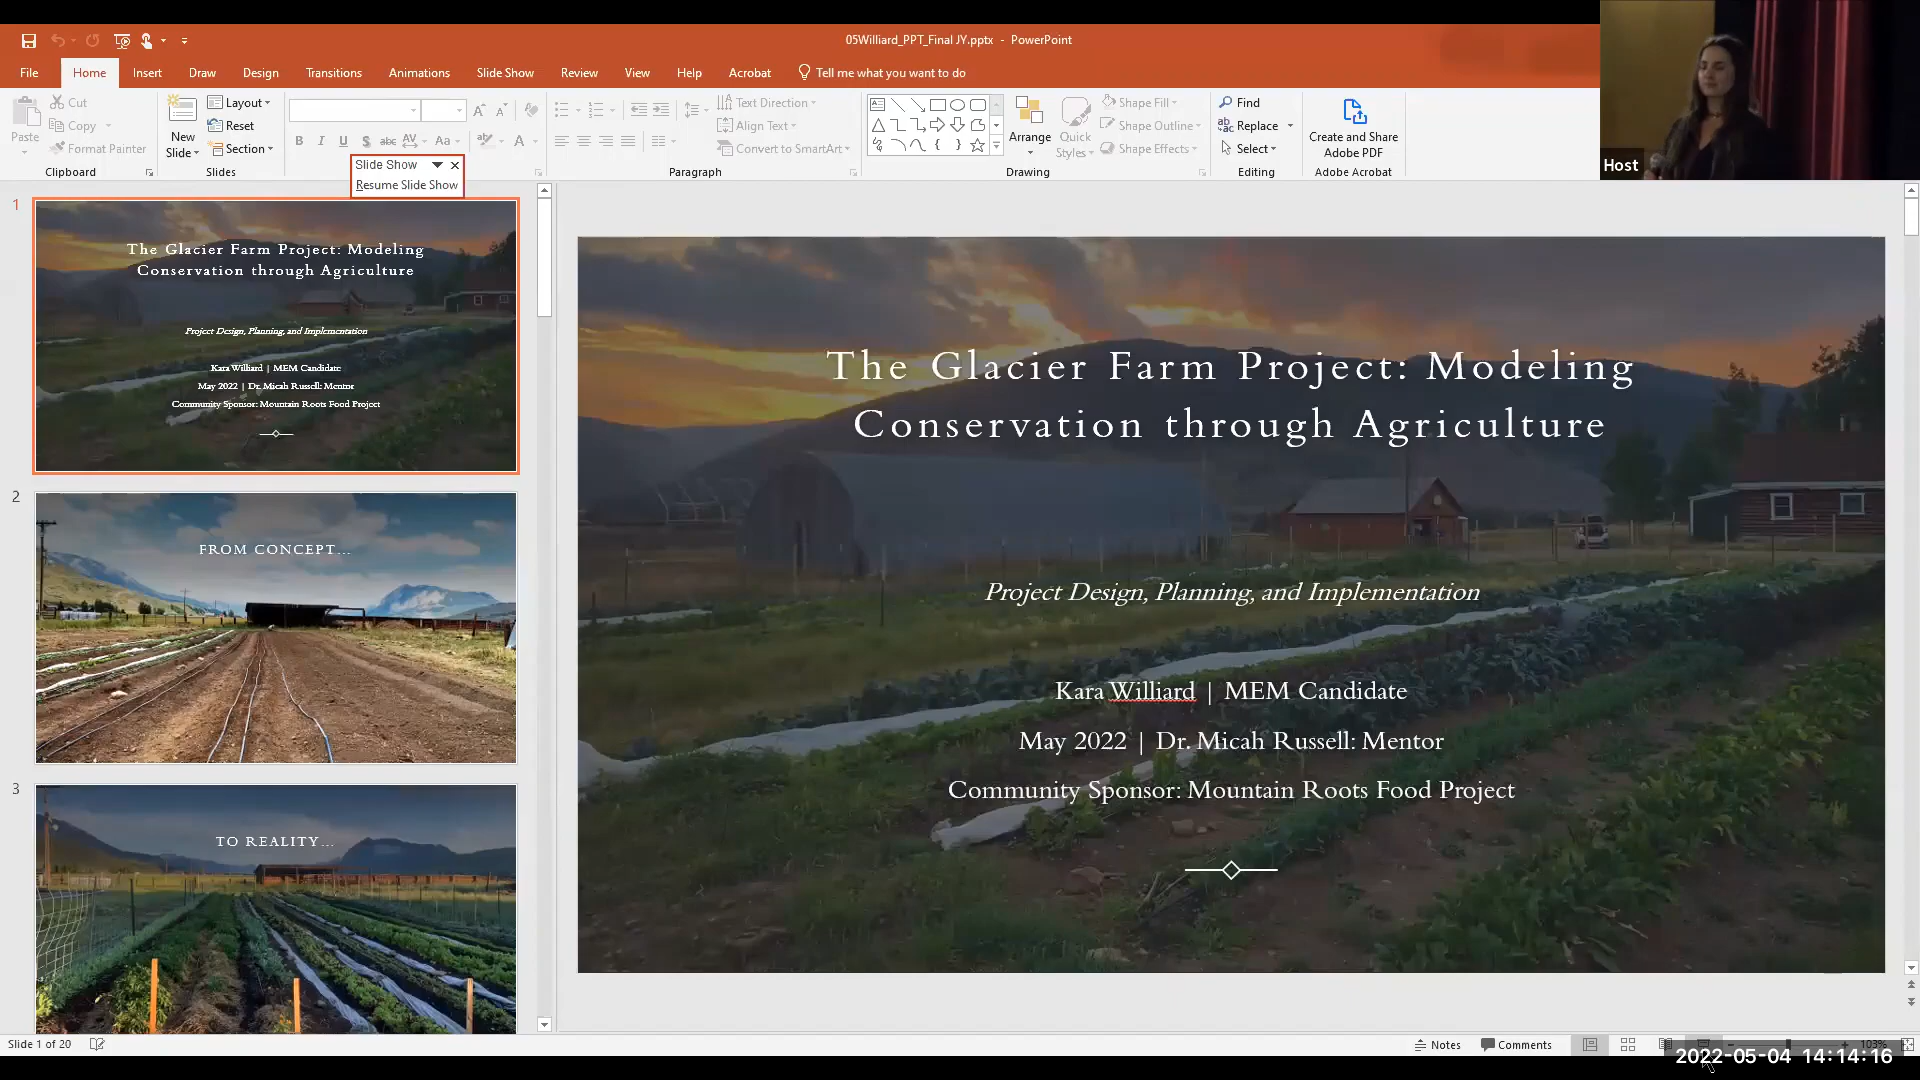 05Williard_PPT_Final JY.pptx - PowerPoint
File Home Insert Draw Design Transitions Animations Slide Show Review View Help Acrobat Tell me what you want to do
Paste
Cut
Copy
Format Painter
Clipboard
New Slide
Layout
Reset
Section
Slides
B I U S abc AV Aa A
Slide Show
Resume Slide Show
Text Direction
Align Text
Convert to SmartArt
Paragraph
Arrange
Quick Styles
Shape Fill
Shape Outline
Shape Effects
Drawing
Find
Replace
Select
Editing
Create and Share
Adobe PDF
Adobe Acrobat
Host
1
The Glacier Farm Project: Modeling
Conservation through Agriculture
Project Design, Planning, and Implementation
Kara Williard | MEM Candidate
May 2022 | Dr. Micah Russell: Mentor
Community Sponsor: Mountain Roots Food Project
2
FROM CONCEPT...
3
TO REALITY...
The Glacier Farm Project: Modeling
Conservation through Agriculture
Project Design, Planning, and Implementation
Kara Williard | MEM Candidate
May 2022 | Dr. Micah Russell: Mentor
Community Sponsor: Mountain Roots Food Project
Slide 1 of 20
Notes
Comments
103%
2022-05-04 14:14:16